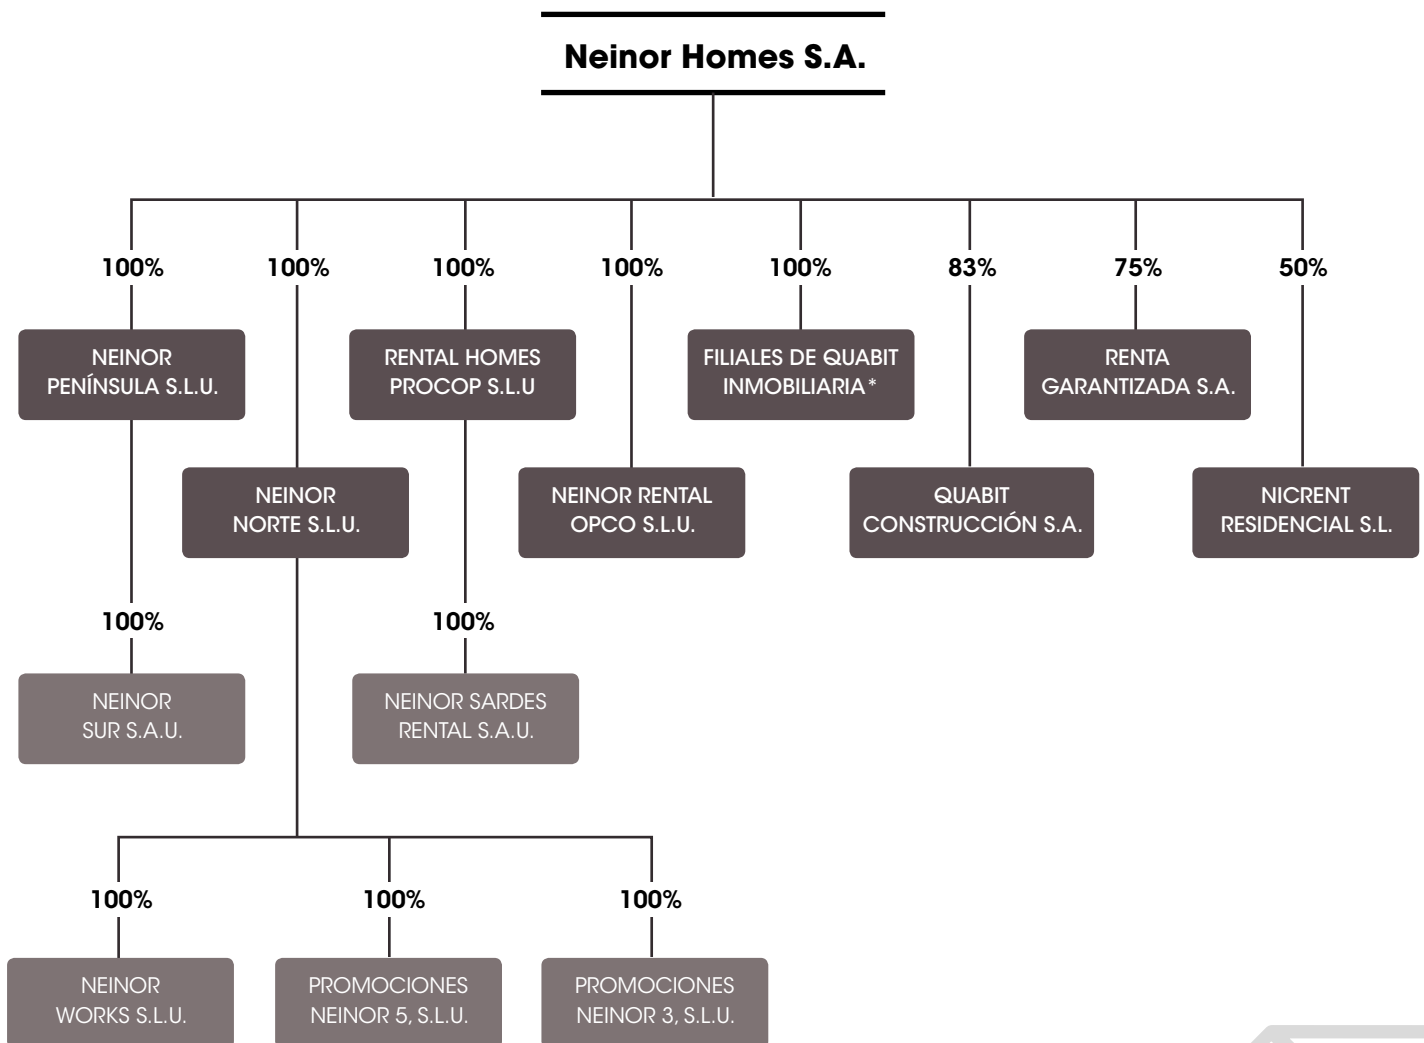 Neinor Homes S.A.
100%
100%
100%
100%
100%
83%
75%
50%
NEINOR
PENÍNSULA S.L.U.
RENTAL HOMES
PROCOP S.L.U
FILIALES DE QUABIT
INMOBILIARIA*
RENTA
GARANTIZADA S.A.
NEINOR
NORTE S.L.U.
NEINOR RENTAL
OPCO S.L.U.
QUABIT
CONSTRUCCIÓN S.A.
NICRENT
RESIDENCIAL S.L.
100%
100%
NEINOR
SUR S.A.U.
NEINOR SARDES
RENTAL S.A.U.
100%
100%
100%
NEINOR
WORKS S.L.U.
PROMOCIONES
NEINOR 5, S.L.U.
PROMOCIONES
NEINOR 3, S.L.U.